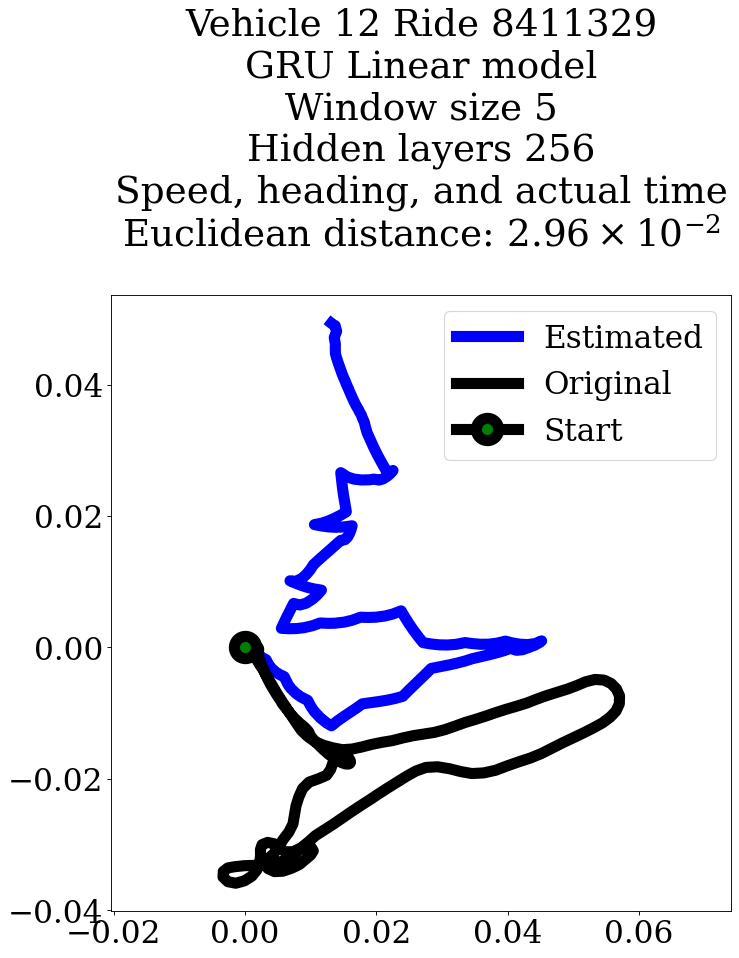 Vehicle 12 Ride 8411329
GRU Linear model
Window size 5
Hidden layers 256
Speed, heading, and actual time
Euclidean distance: 2.96 × 10⁻²
Estimated
Original
Start
0.04
0.02
0.00
−0.02
−0.04
−0.02 0.00 0.02 0.04 0.06